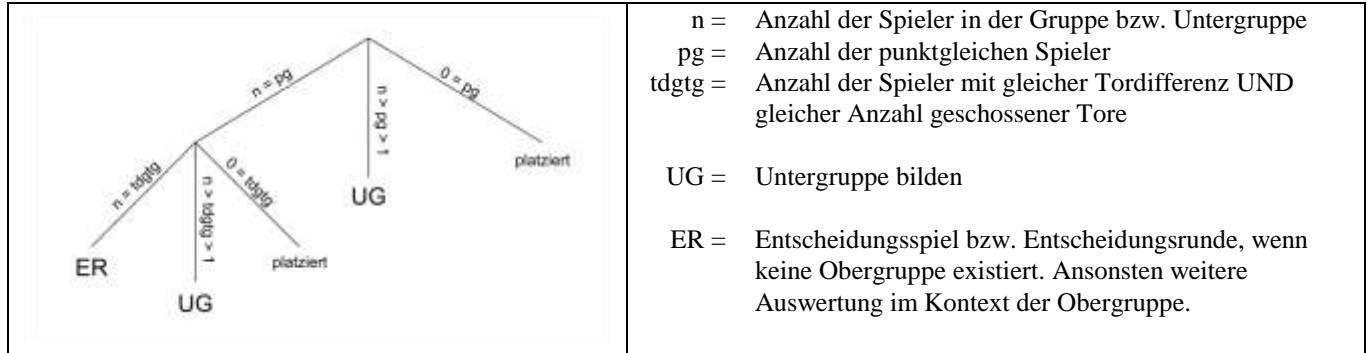 n = pg
0 = pg
n > pg > 1
platziert
UG
n = tdgtg
n > tdgtg > 1
0 = tdgtg
ER
platziert
UG
n = Anzahl der Spieler in der Gruppe bzw. Untergruppe
pg = Anzahl der punktgleichen Spieler
tdgtg = Anzahl der Spieler mit gleicher Tordifferenz UND
gleicher Anzahl geschossener Tore
UG = Untergruppe bilden
ER = Entscheidungsspiel bzw. Entscheidungsrunde, wenn
keine Obergruppe existiert. Ansonsten weitere
Auswertung im Kontext der Obergruppe.